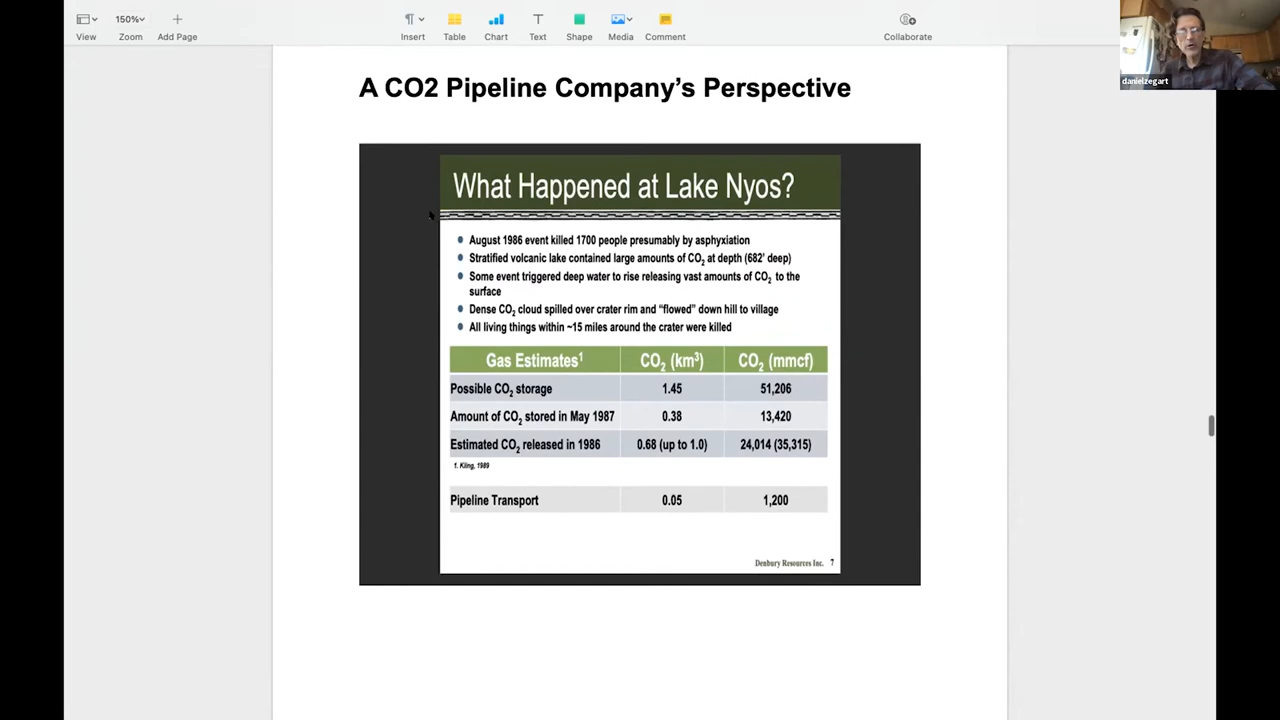 150%
View
Zoom
Add Page
Insert
Table
Chart
Text
Shape
Media
Comment
Collaborate
danielzegart
A CO2 Pipeline Company's Perspective
What Happened at Lake Nyos?
August 1986 event killed 1700 people presumably by asphyxiation
Stratified volcanic lake contained large amounts of CO2 at depth (682' deep)
Some event triggered deep water to rise releasing vast amounts of CO2 to the
surface
Dense CO2 cloud spilled over crater rim and "flowed" down hill to village
All living things within ~15 miles around the crater were killed
Gas Estimates1 CO2 (km3) CO2 (mmcf)
Possible CO2 storage 1.45 51,206
Amount of CO2 stored in May 1987 0.38 13,420
Estimated CO2 released in 1986 0.68 (up to 1.0) 24,014 (35,315)
1. Kling, 1989
Pipeline Transport 0.05 1,200
Denbury Resources Inc. 7